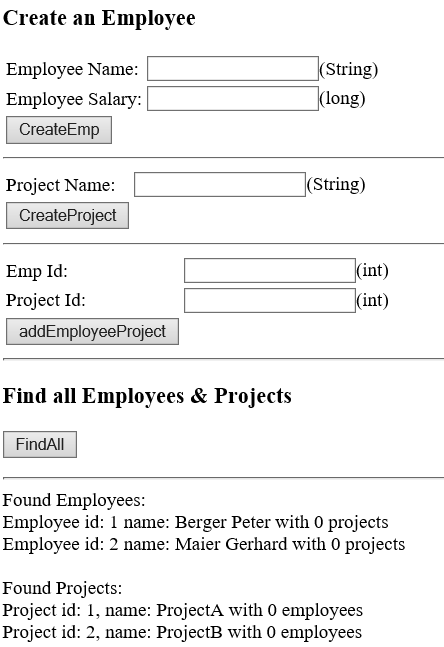 Create an Employee
Employee Name: (String)
Employee Salary: (long)
CreateEmp
Project Name: (String)
CreateProject
Emp Id: (int)
Project Id: (int)
addEmployeeProject
Find all Employees & Projects
FindAll
Found Employees:
Employee id: 1 name: Berger Peter with 0 projects
Employee id: 2 name: Maier Gerhard with 0 projects
Found Projects:
Project id: 1, name: ProjectA with 0 employees
Project id: 2, name: ProjectB with 0 employees